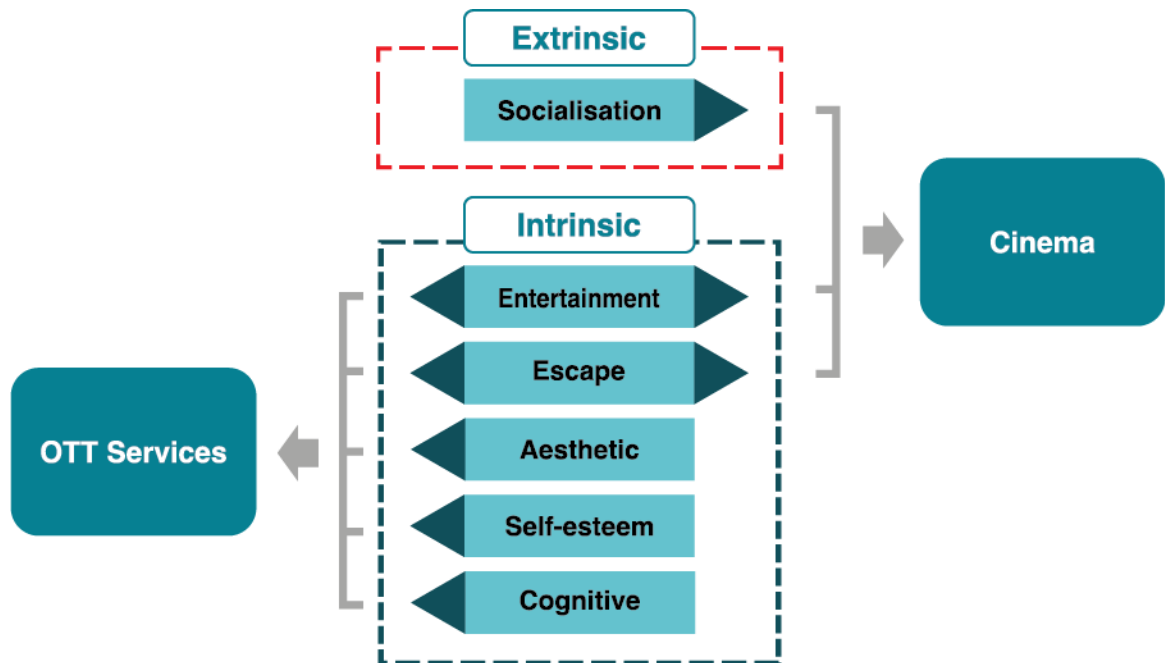 Extrinsic
Socialisation
Intrinsic
Entertainment
Escape
Aesthetic
Self-esteem
Cognitive
OTT Services
Cinema